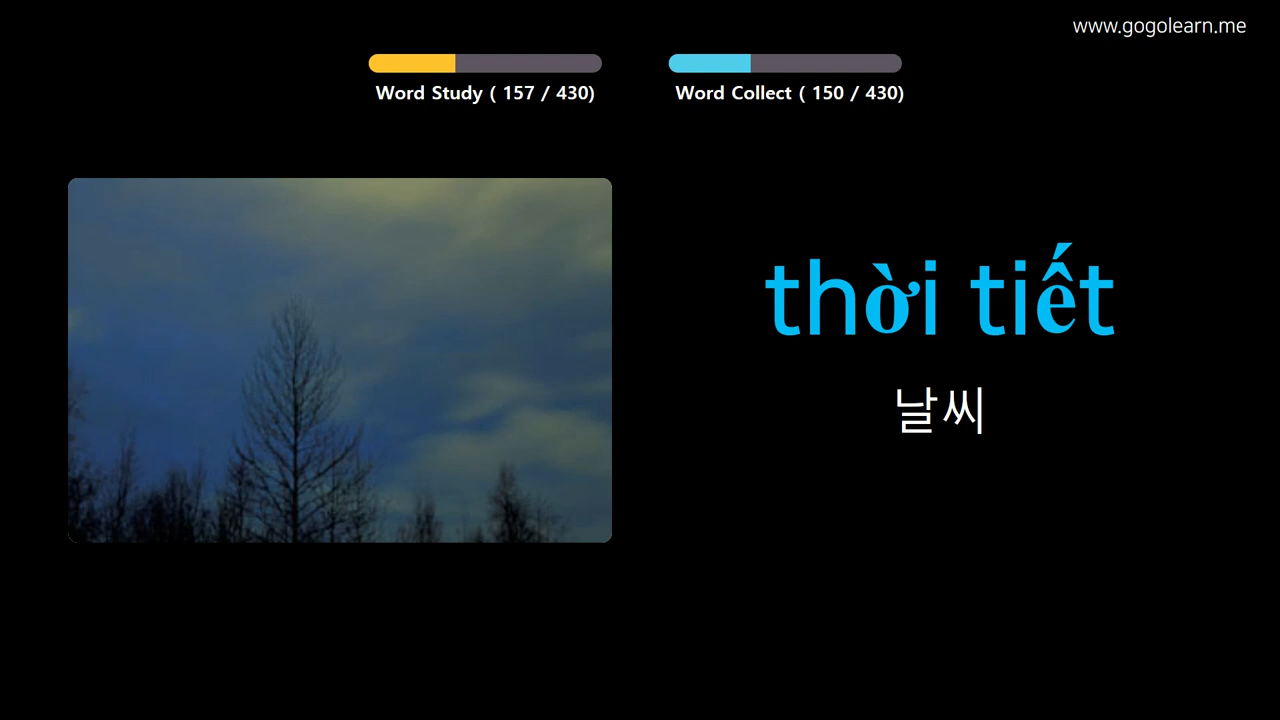 www.gogolearn.me
Word Study ( 157 / 430)
Word Collect ( 150 / 430)
thời tiết
날씨